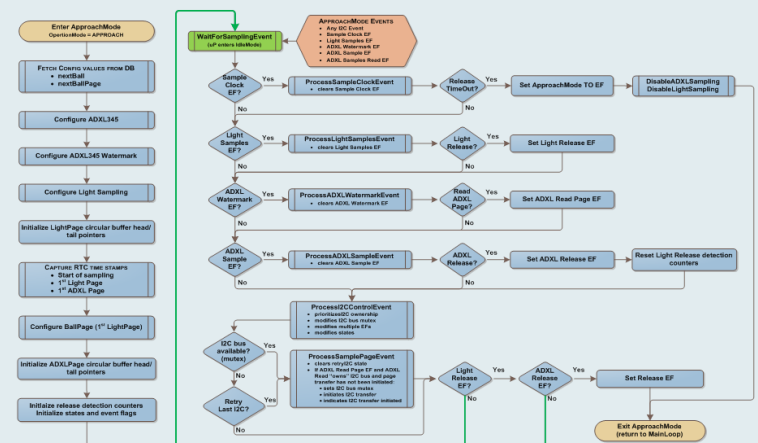 Enter ApproachMode
OpertionMode = APPROACH
FETCH CONFIG VALUES FROM DB
• nextBall
• nextBallPage
Configure ADXL345
Configure ADXL345 Watermark
Configure Light Sampling
Initialize LightPage circular buffer head/
tail pointers
CAPTURE RTC TIME STAMPS
• Start of sampling
• 1st Light Page
• 1st ADXL Page
Configure BallPage (1st LightPage)
Initialize ADXLPage circular buffer head/
tail pointers
Initlaize release detection counters
Initialize states and event flags
WaitForSamplingEvent
(uP enters IdleMode)
APPROACHMODE EVENTS
• Any I2C Event
• Sample Clock EF
• Light Samples EF
• ADXL Watermark EF
• ADXL Sample EF
• ADXL Samples Read EF
Sample
Clock
EF?
Yes
No
ProcessSampleClockEvent
• clears Sample Clock EF
Release
TimeOut?
Yes
No
Set ApproachMode TO EF
DisableADXLSampling
DisableLightSampling
Light
Samples
EF?
Yes
No
ProcessLightSamplesEvent
• clears Light Samples EF
Light
Release?
Yes
No
Set Light Release EF
ADXL
Watermark
EF?
Yes
No
ProcessADXLWatermarkEvent
• clears ADXL Watermark EF
Read
ADXL
Page?
Yes
No
Set ADXL Read Page EF
ADXL
Sample
EF?
Yes
No
ProcessADXLSampleEvent
• clears ADXL Sample EF
ADXL
Release?
Yes
No
Set ADXL Release EF
Reset Light Release detection
counters
ProcessI2CControlEvent
• prioritizesI2C ownership
• modifies I2C bus mutex
• modifies multiple EFs
• modifies states
I2C bus
available?
(mutex)
Yes
No
Retry
Last I2C?
Yes
No
ProcessSamplePageEvent
• clears retryI2C state
• if ADXL Read Page EF and ADXL
Read "owns" I2C bus and page
transfer has not been initiated:
• sets I2C bus mutex
• initiates I2C transfer
• indicates I2C transfer initiated
Light
Release
EF?
Yes
No
ADXL
Release
EF?
Yes
No
Set Release EF
Exit ApproachMode
(return to MainLoop)